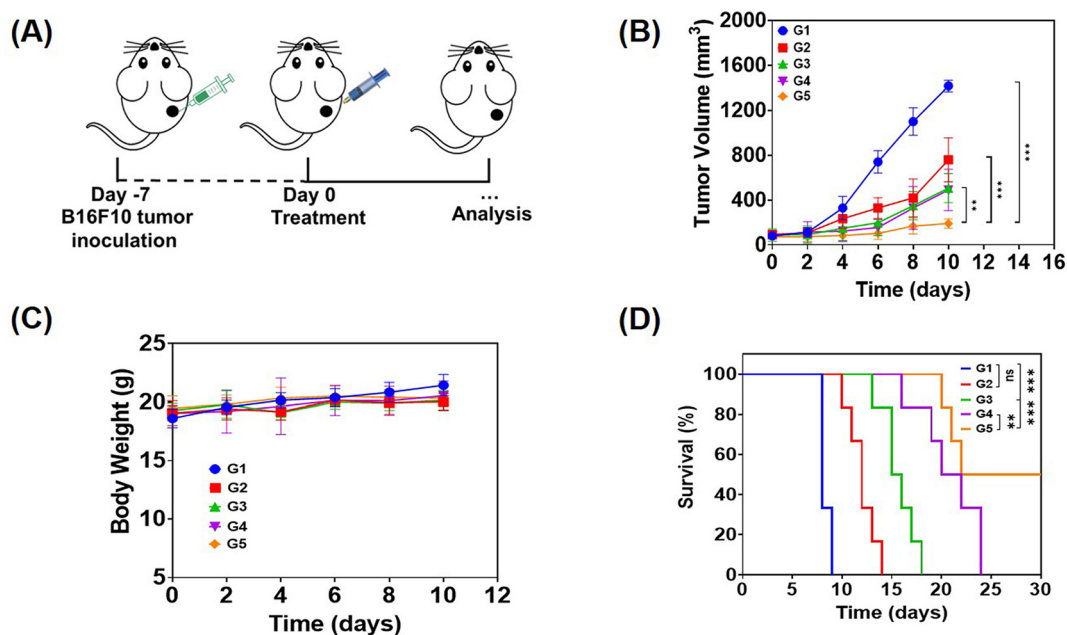 (A)
Day -7
B16F10 tumor
inoculation
Day 0
Treatment
...
Analysis
(B)
Tumor Volume (mm³)
2000
1600
1200
800
400
0
0 2 4 6 8 10 12 14 16
Time (days)
G1
G2
G3
G4
G5
**
***
***
(C)
Body Weight (g)
25
20
15
10
5
0 2 4 6 8 10 12
Time (days)
G1
G2
G3
G4
G5
(D)
Survival (%)
100
80
60
40
20
0
0 5 10 15 20 25 30
Time (days)
G1
G2
G3
G4
G5
ns
**
***
***